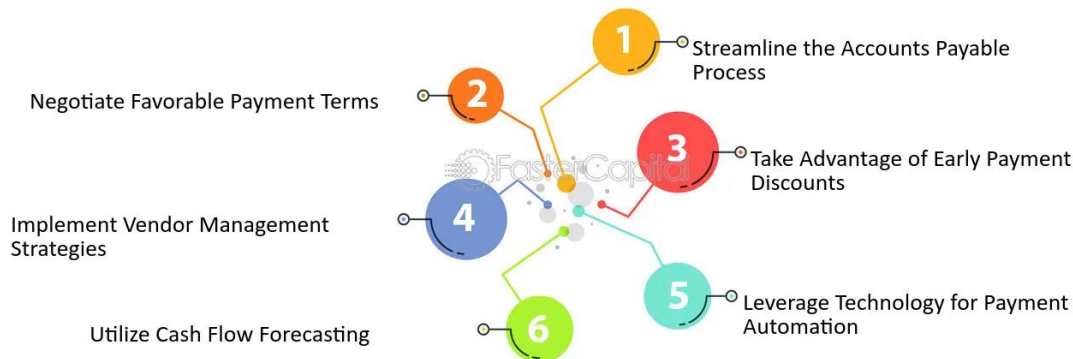 1
Streamline the Accounts Payable
Process
2
Negotiate Favorable Payment Terms
3
Take Advantage of Early Payment
Discounts
FasterCapital
4
Implement Vendor Management
Strategies
5
Leverage Technology for Payment
Automation
6
Utilize Cash Flow Forecasting